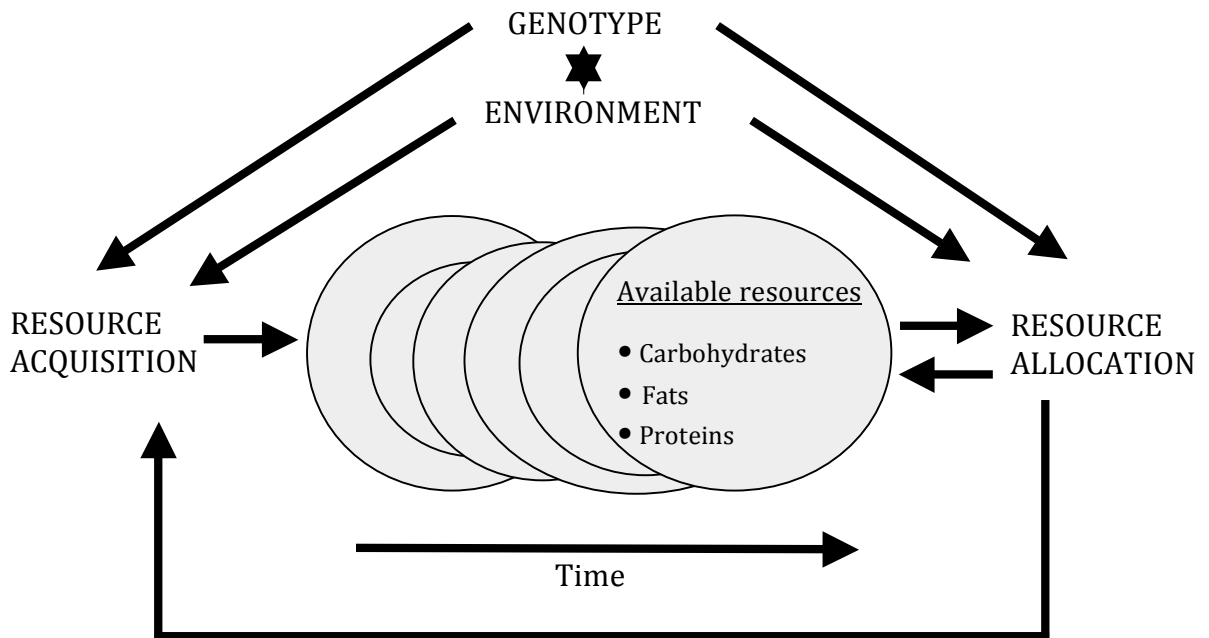 GENOTYPE
ENVIRONMENT
RESOURCE
ACQUISITION
Available resources
• Carbohydrates
• Fats
• Proteins
RESOURCE
ALLOCATION
Time